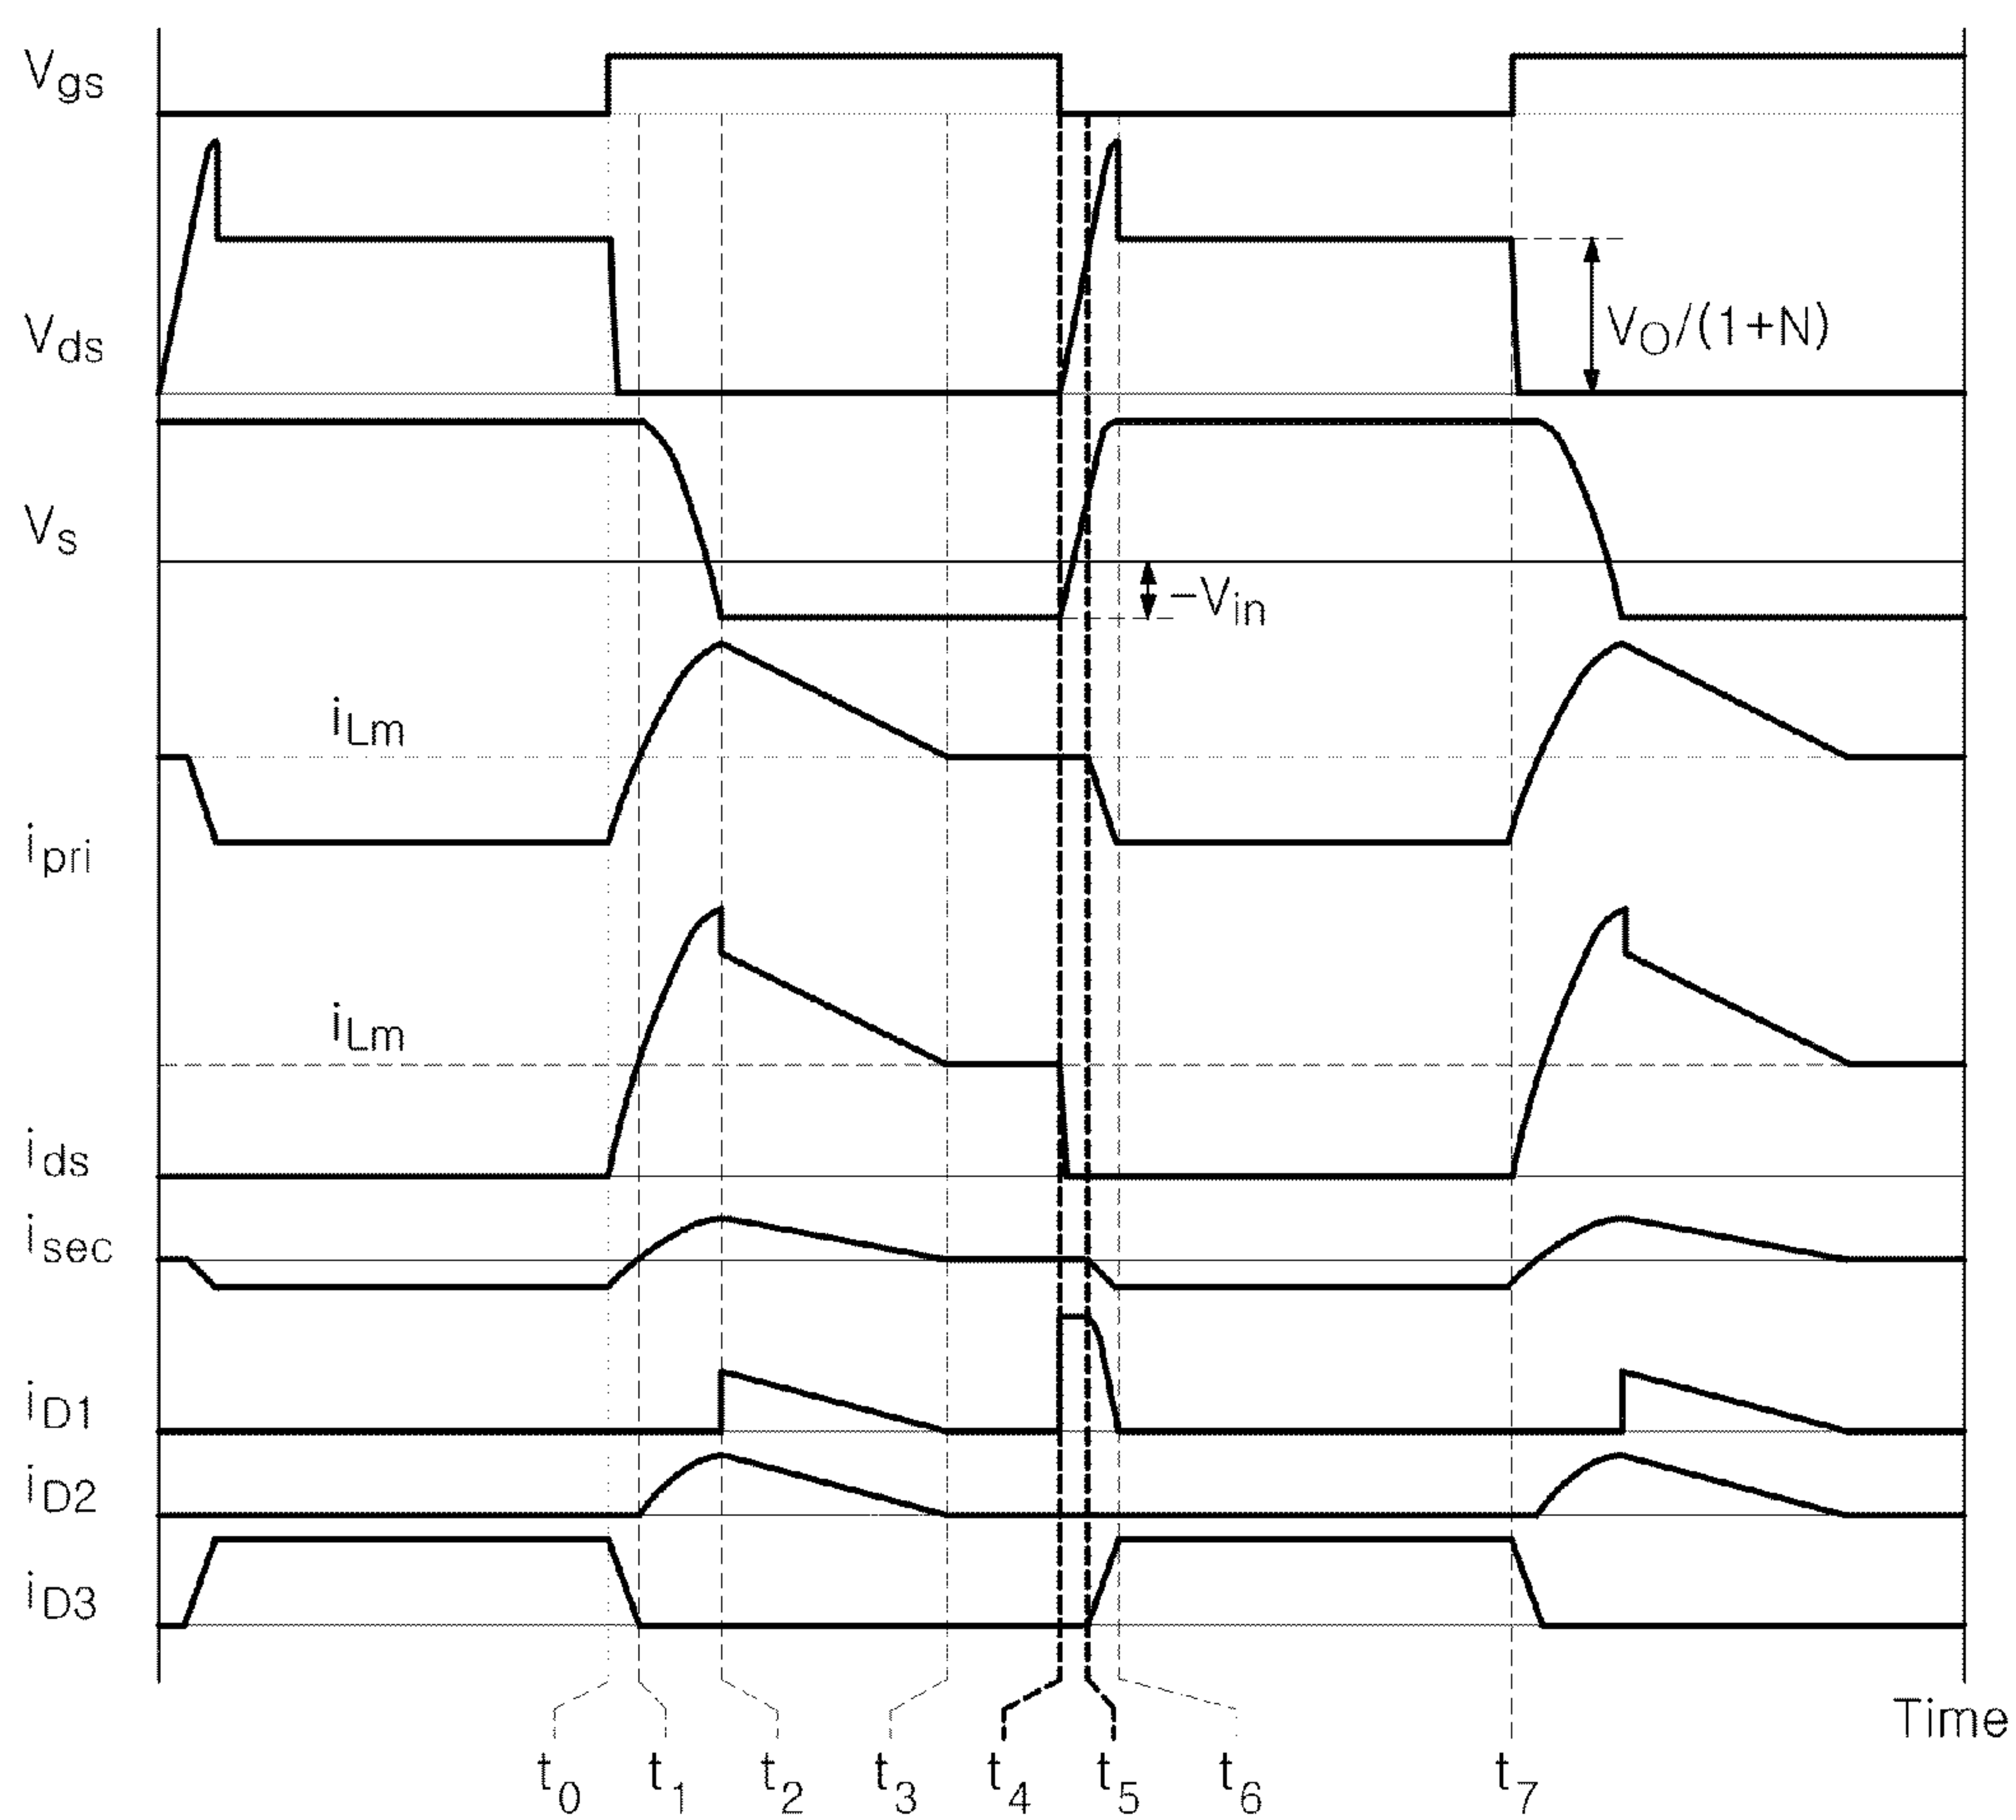 Vgs
Vds
VO/(1+N)
Vs
-Vin
iLm
ipri
iLm
ids
isec
iD1
iD2
iD3
Time
t0 t1 t2 t3 t4 t5 t6 t7